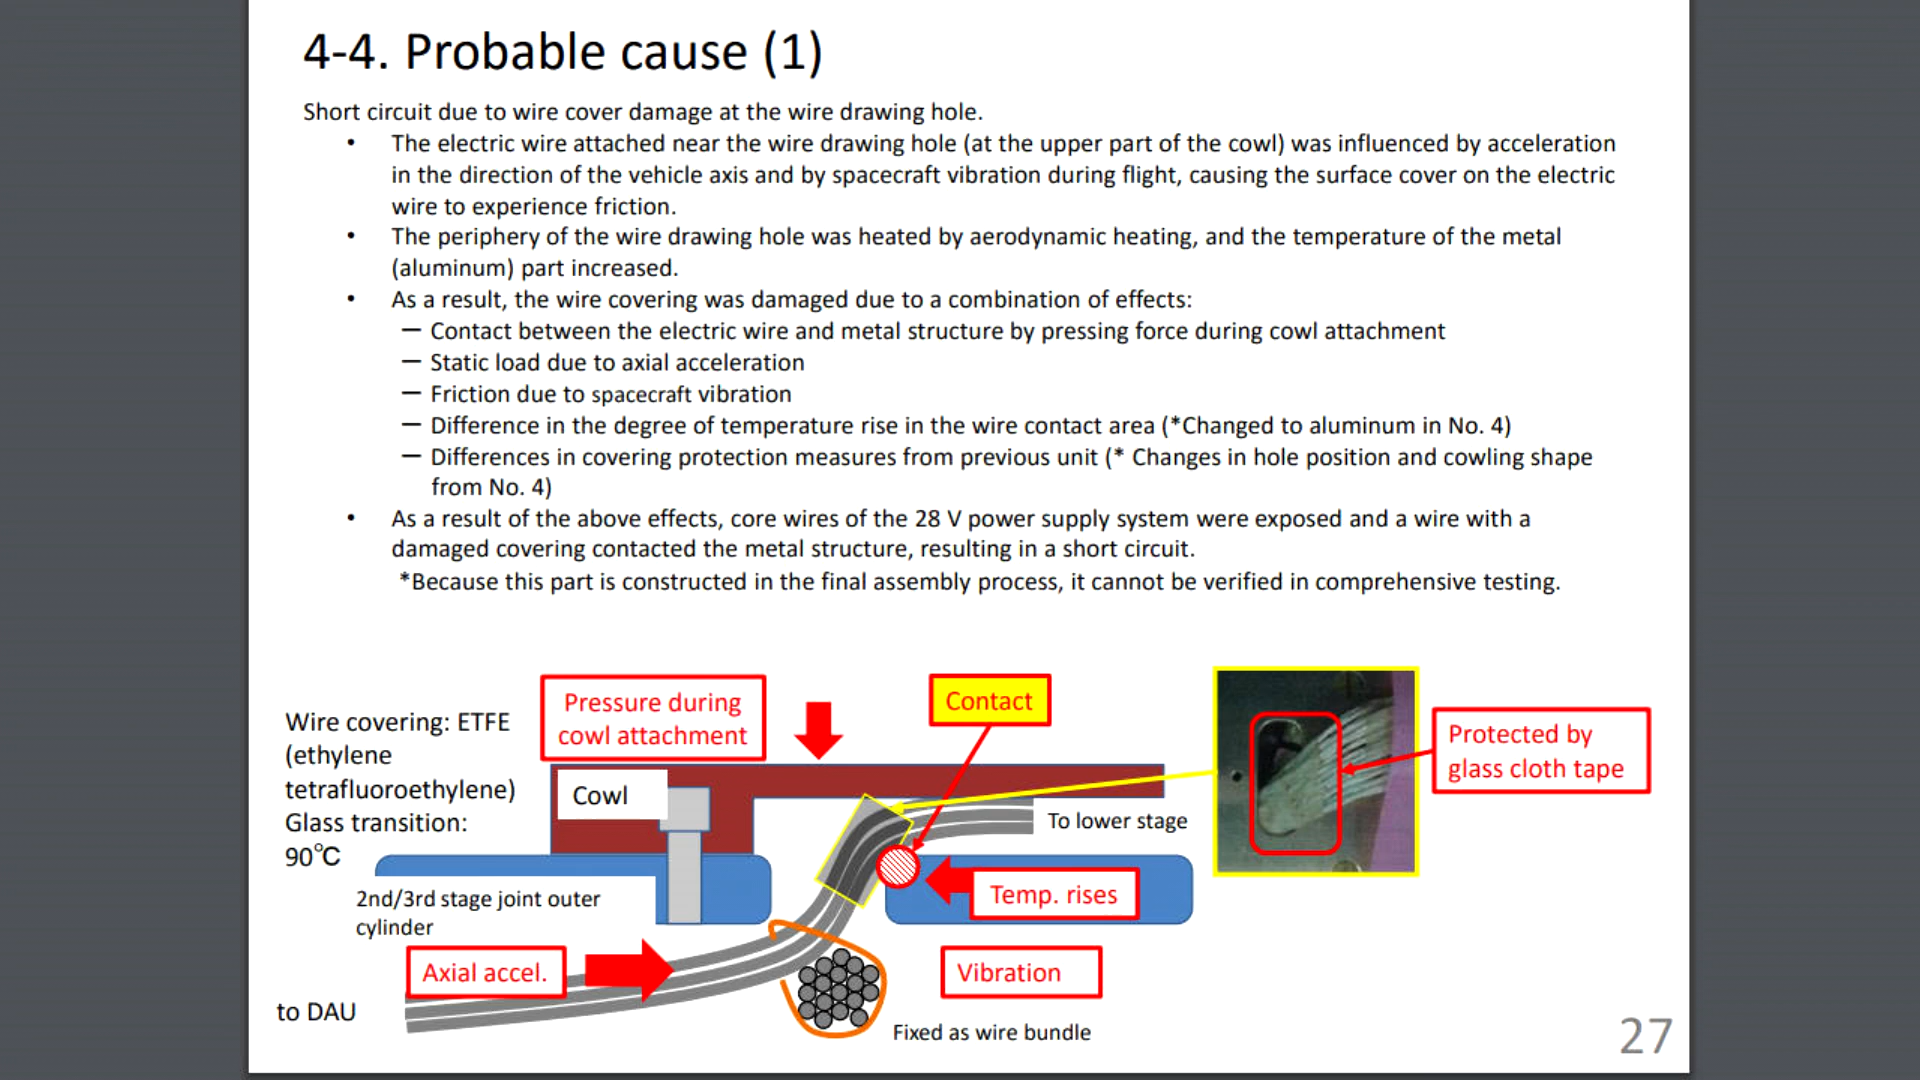 4-4. Probable cause (1)
Short circuit due to wire cover damage at the wire drawing hole.
• The electric wire attached near the wire drawing hole (at the upper part of the cowl) was influenced by acceleration
in the direction of the vehicle axis and by spacecraft vibration during flight, causing the surface cover on the electric
wire to experience friction.
• The periphery of the wire drawing hole was heated by aerodynamic heating, and the temperature of the metal
(aluminum) part increased.
• As a result, the wire covering was damaged due to a combination of effects:
— Contact between the electric wire and metal structure by pressing force during cowl attachment
— Static load due to axial acceleration
— Friction due to spacecraft vibration
— Difference in the degree of temperature rise in the wire contact area (*Changed to aluminum in No. 4)
— Differences in covering protection measures from previous unit (* Changes in hole position and cowling shape
from No. 4)
• As a result of the above effects, core wires of the 28 V power supply system were exposed and a wire with a
damaged covering contacted the metal structure, resulting in a short circuit.
*Because this part is constructed in the final assembly process, it cannot be verified in comprehensive testing.
Wire covering: ETFE
(ethylene
tetrafluoroethylene)
Glass transition:
90℃
Pressure during
cowl attachment
Contact
Protected by
glass cloth tape
Cowl
To lower stage
2nd/3rd stage joint outer
cylinder
Temp. rises
Axial accel.
Vibration
to DAU
Fixed as wire bundle
27